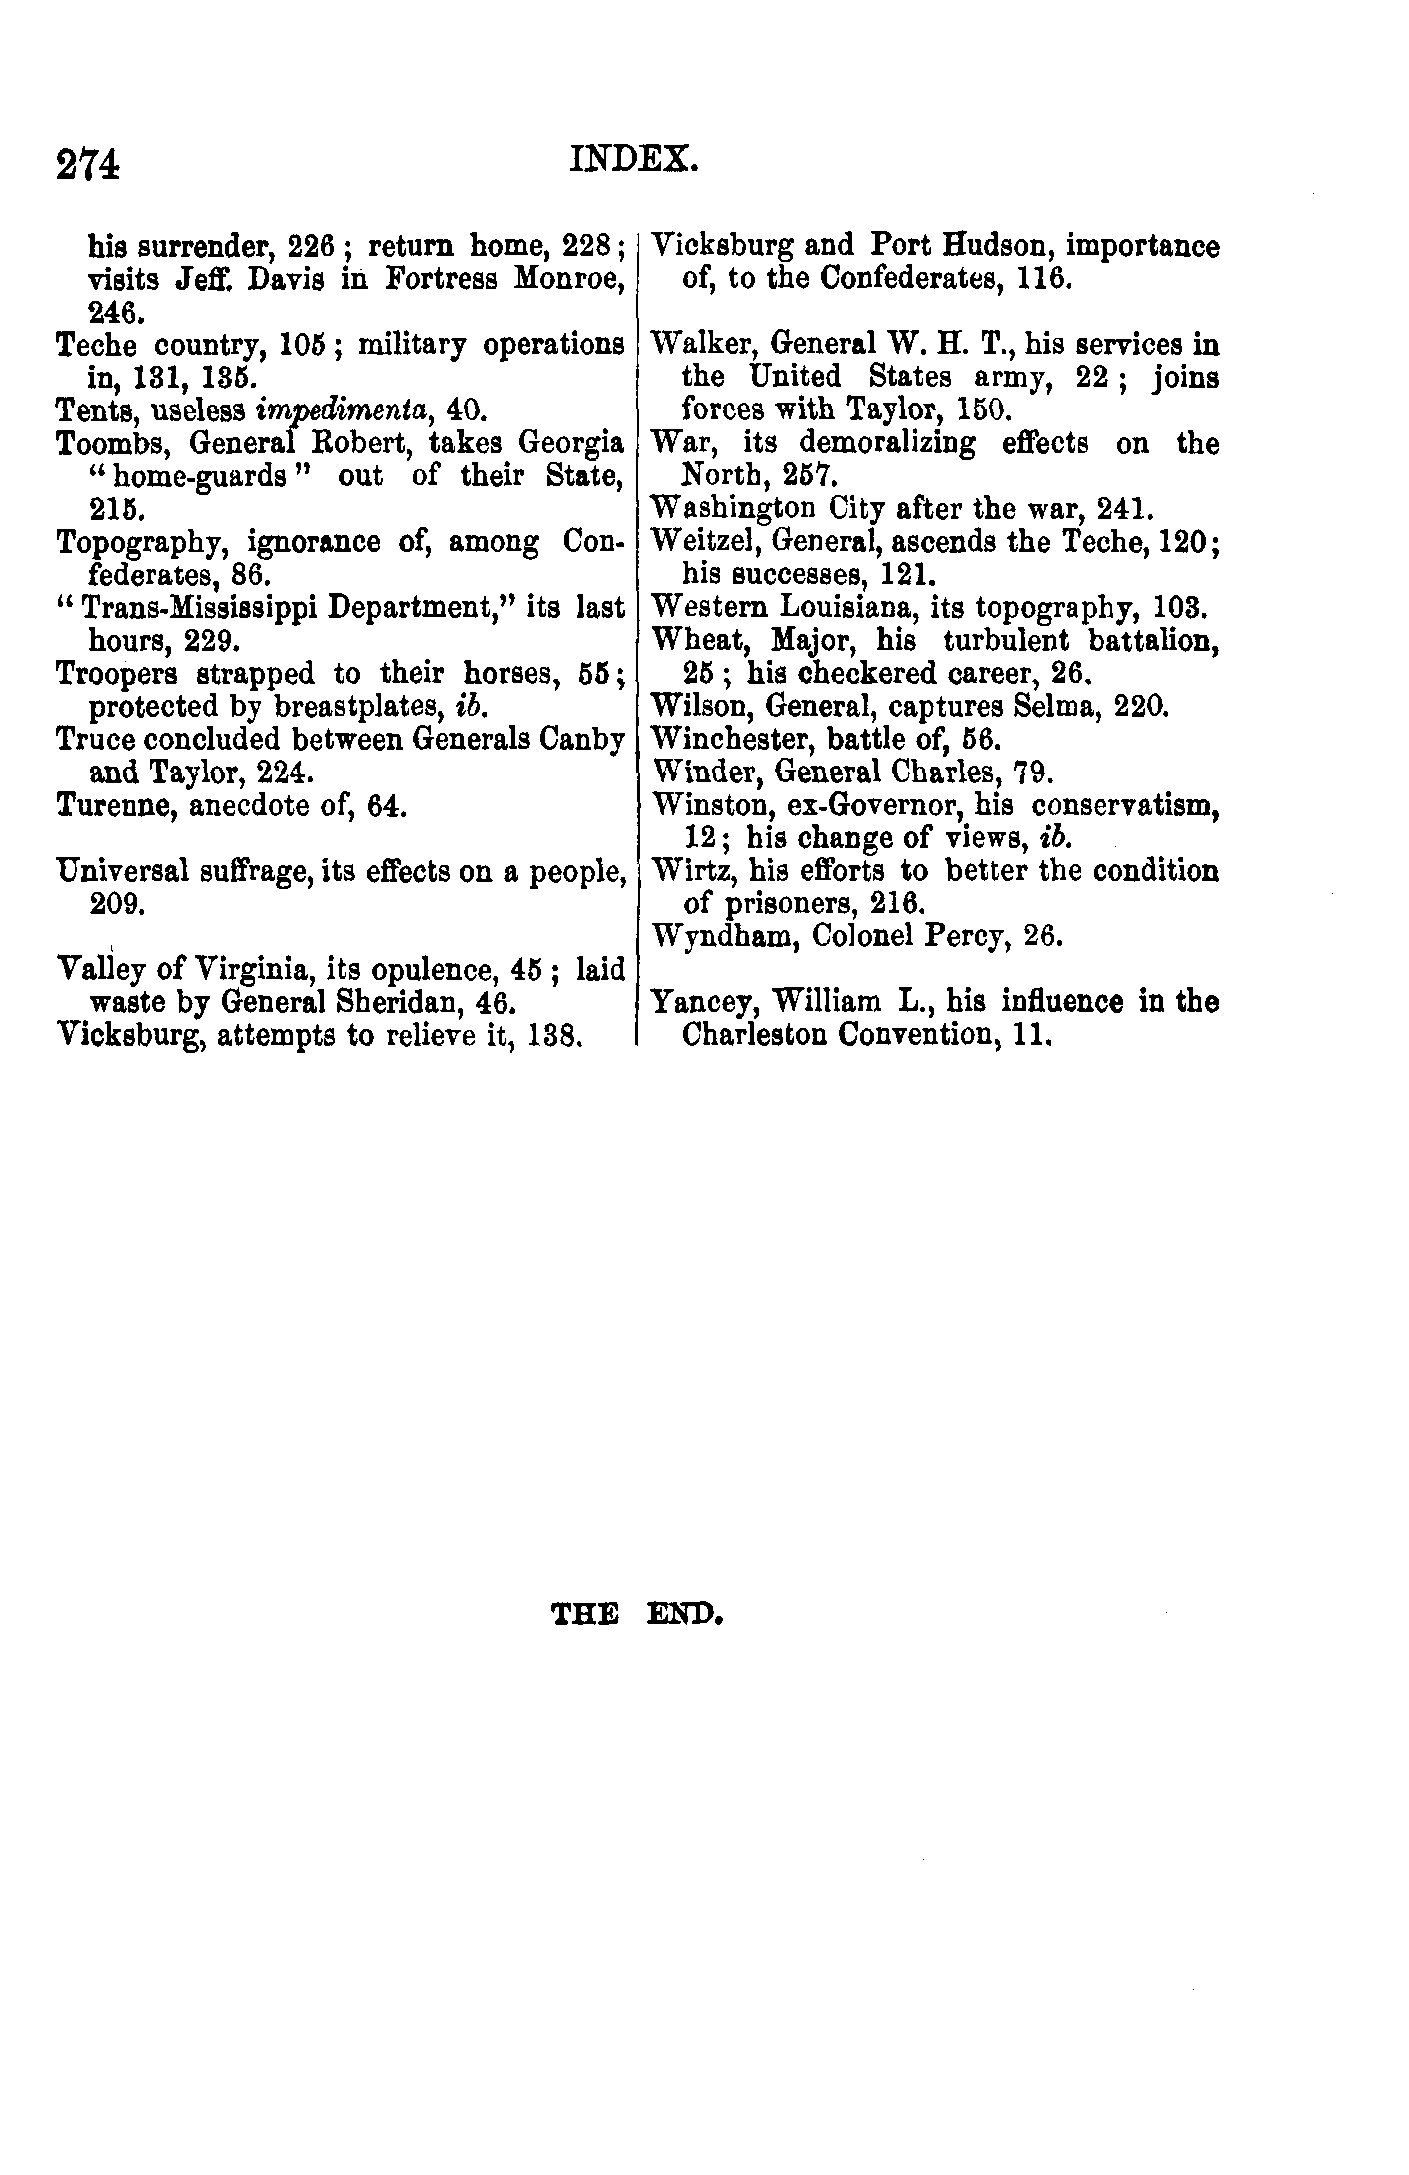 274
INDEX.
his surrender, 226 ; return home, 228 ;
visits Jeff. Davis in Fortress Monroe,
246.
Teche country, 105 ; military operations
in, 131, 135.
Tents, useless impedimenta, 40.
Toombs, General Robert, takes Georgia
“ home-guards ” out of their State,
215.
Topography, ignorance of, among Con-
federates, 86.
“ Trans-Mississippi Department,” its last
hours, 229.
Troopers strapped to their horses, 55 ;
protected by breastplates, ib.
Truce concluded between Generals Canby
and Taylor, 224.
Turenne, anecdote of, 64.
Universal suffrage, its effects on a people,
209.
Valley of Virginia, its opulence, 45 ; laid
waste by General Sheridan, 46.
Vicksburg, attempts to relieve it, 138.
Vicksburg and Port Hudson, importance
of, to the Confederates, 116.
Walker, General W. H. T., his services in
the United States army, 22 ; joins
forces with Taylor, 150.
War, its demoralizing effects on the
North, 257.
Washington City after the war, 241.
Weitzel, General, ascends the Teche, 120 ;
his successes, 121.
Western Louisiana, its topography, 103.
Wheat, Major, his turbulent battalion,
25 ; his checkered career, 26.
Wilson, General, captures Selma, 220.
Winchester, battle of, 56.
Winder, General Charles, 79.
Winston, ex-Governor, his conservatism,
12 ; his change of views, ib.
Wirtz, his efforts to better the condition
of prisoners, 216.
Wyndham, Colonel Percy, 26.
Yancey, William L., his influence in the
Charleston Convention, 11.
THE END.